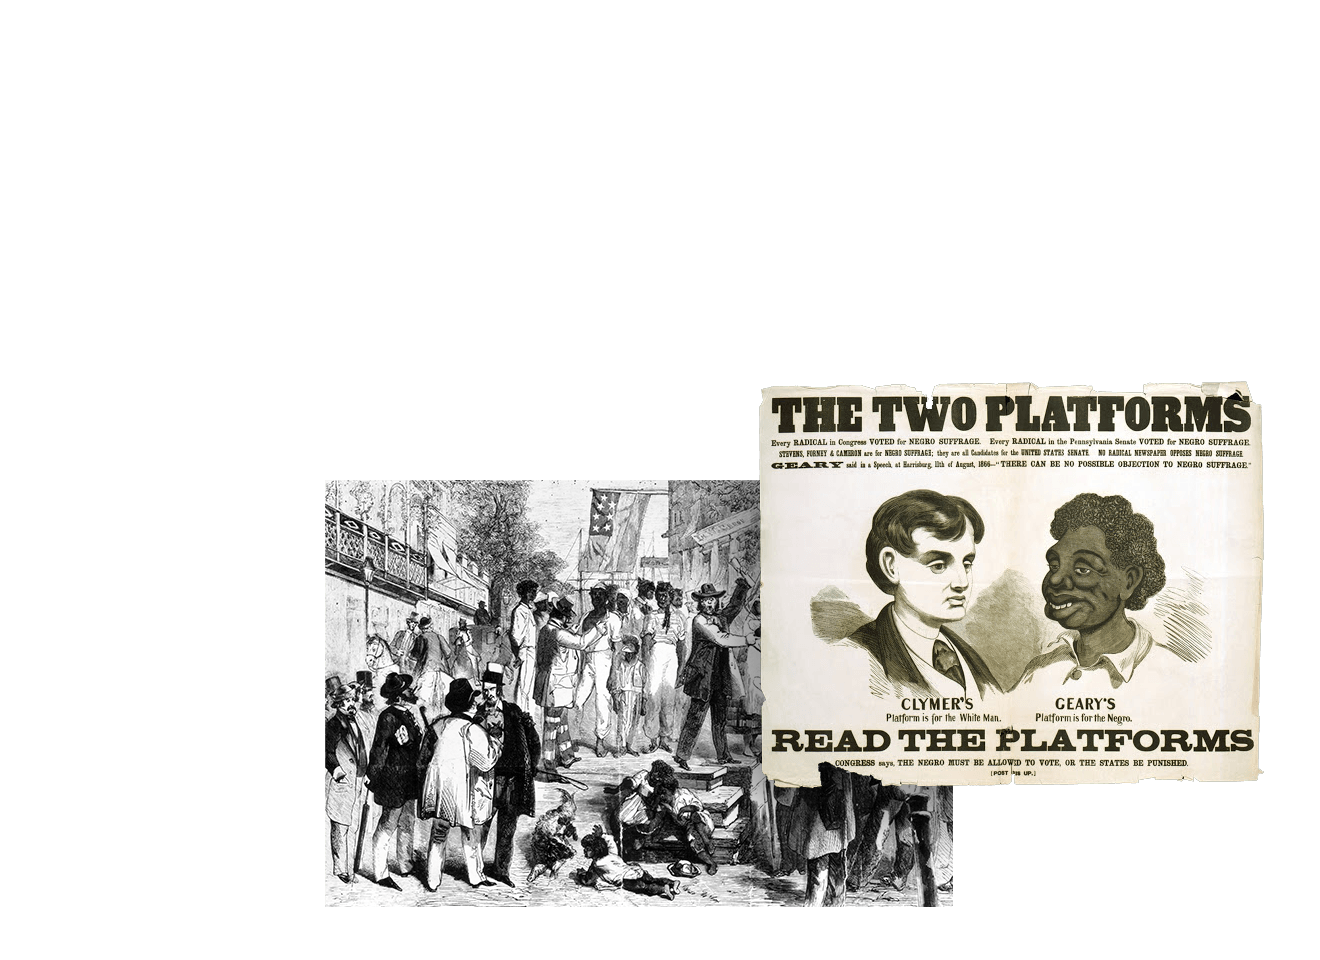 THE TWO PLATFORMS
Every RADICAL in Congress VOTED for NEGRO SUFFRAGE. Every RADICAL in the Pennsylvania Senate VOTED for NEGRO SUFFRAGE.
STEVENS, FORNEY & CAMERON are for NEGRO SUFFRAGE; they are all Candidates for the UNITED STATES SENATE. NO RADICAL NEWSPAPER OPPOSES NEGRO SUFFRAGE
GEARY said in a Speech, at Harrisburg, 11th of August, 1866—"THERE CAN BE NO POSSIBLE OBJECTION TO NEGRO SUFFRAGE."
CLYMER'S
Platform is for the White Man.
GEARY'S
Platform is for the Negro.
READ THE PLATFORMS
CONGRESS says, THE NEGRO MUST BE ALLOWED TO VOTE, OR THE STATES BE PUNISHED.
[POST THIS UP.]